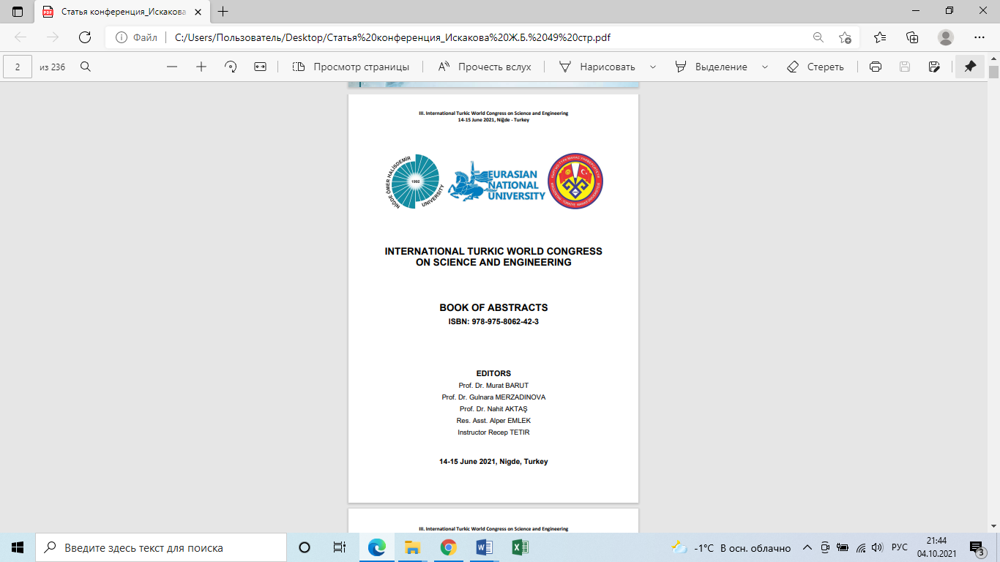 Статья конференция_Искакова
Файл
C:/Users/Пользователь/Desktop/Статья%20конференция_Искакова%20Ж.Б.%2049%20стр.pdf
2 из 236
Просмотр страницы
Прочесть вслух
Нарисовать
Выделение
Стереть
III. International Turkic World Congress on Science and Engineering
14-15 June 2021, Niğde - Turkey
NİĞDE ÖMER HALİSDEMİR
UNIVERSITY
1992
EURASIAN
NATIONAL
UNIVERSITY
INTERNATIONAL TURKIC WORLD CONGRESS
ON SCIENCE AND ENGINEERING
BOOK OF ABSTRACTS
ISBN: 978-975-8062-42-3
EDITORS
Prof. Dr. Murat BARUT
Prof. Dr. Gulnara MERZADINOVA
Prof. Dr. Nahit AKTAŞ
Res. Asst. Alper EMLEK
Instructor Recep TETIR
14-15 June 2021, Nigde, Turkey
III. International Turkic World Congress on Science and Engineering
Введите здесь текст для поиска
-1°C В осн. облачно
РУС
21:44
04.10.2021
3